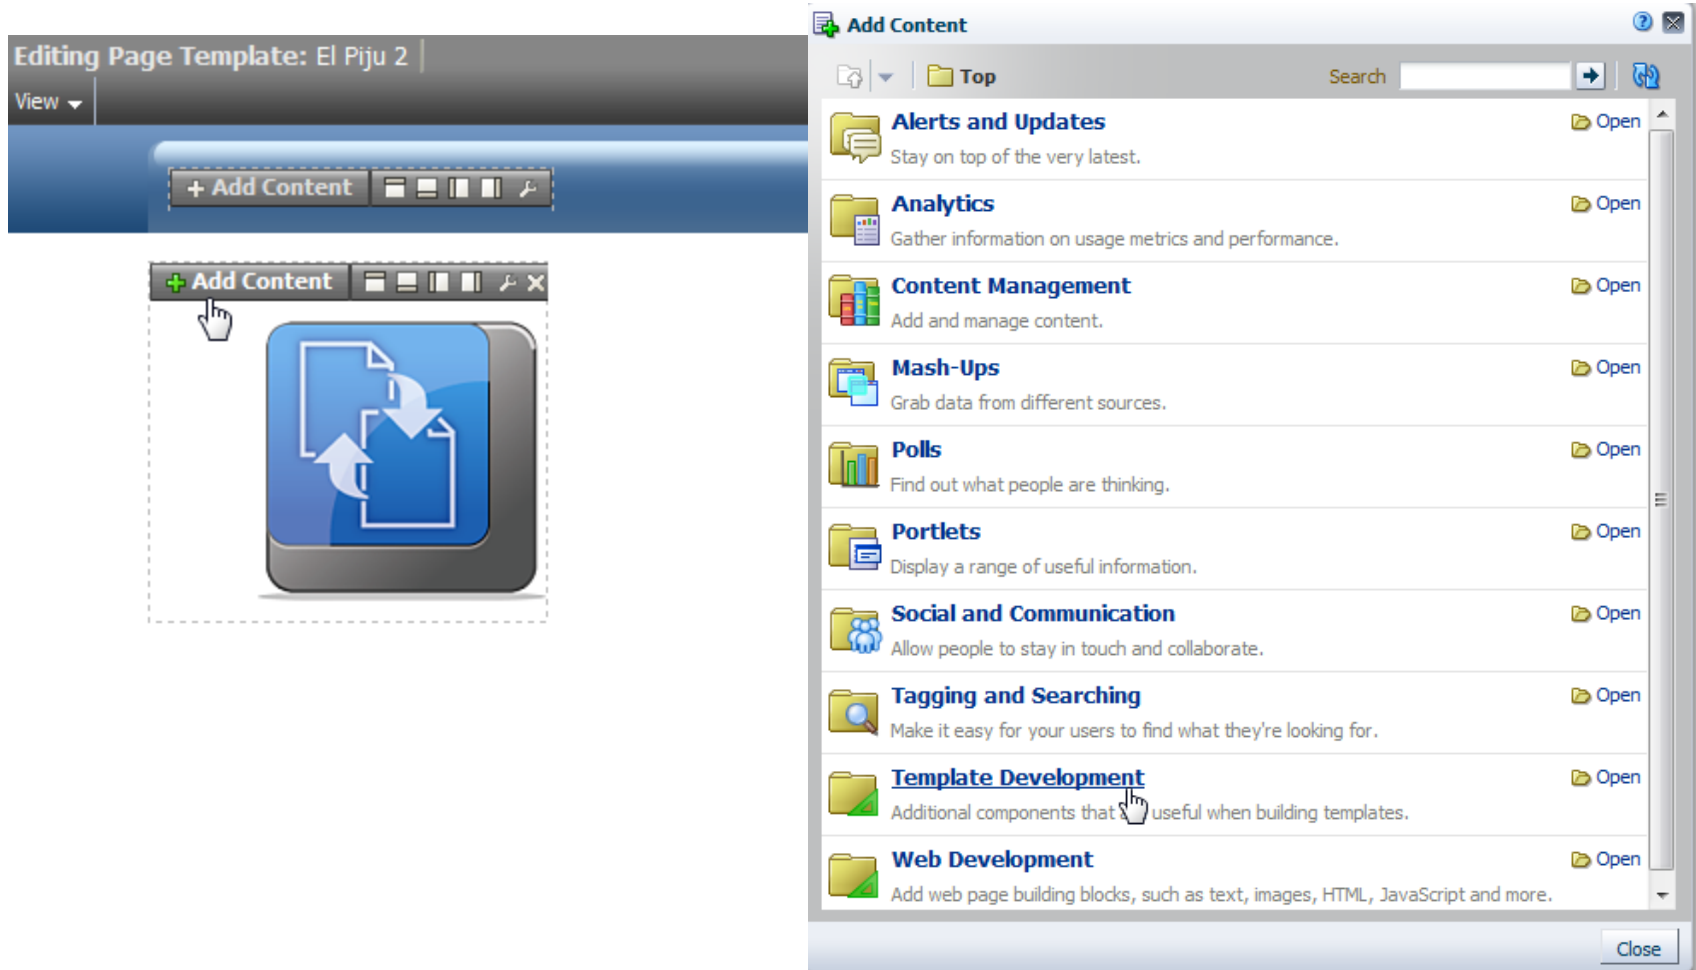 Editing Page Template: El Piju 2
View
Add Content
Add Content
Add Content
Top
Search
Alerts and Updates
Open
Stay on top of the very latest.
Analytics
Open
Gather information on usage metrics and performance.
Content Management
Open
Add and manage content.
Mash-Ups
Open
Grab data from different sources.
Polls
Open
Find out what people are thinking.
Portlets
Open
Display a range of useful information.
Social and Communication
Open
Allow people to stay in touch and collaborate.
Tagging and Searching
Open
Make it easy for your users to find what they're looking for.
Template Development
Open
Additional components that useful when building templates.
Web Development
Open
Add web page building blocks, such as text, images, HTML, JavaScript and more.
Close